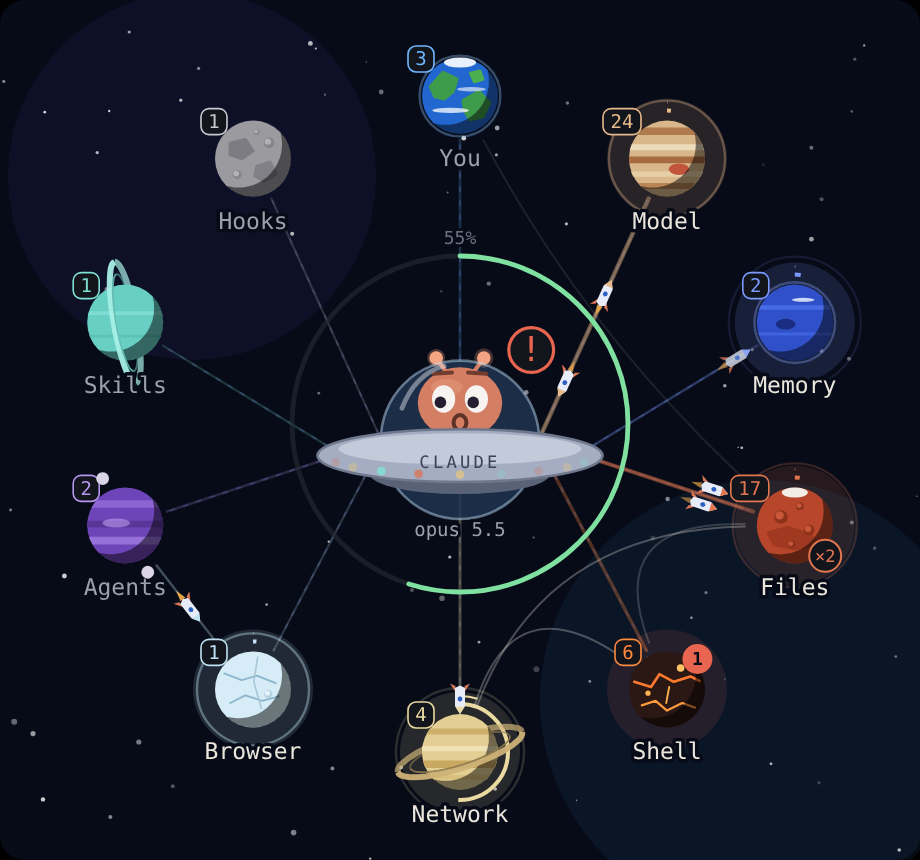 3
You
1
Hooks
24
Model
55%
1
Skills
2
Memory
!
CLAUDE
opus 5.5
2
Agents
17
×2
Files
1
Browser
4
Network
6
1
Shell